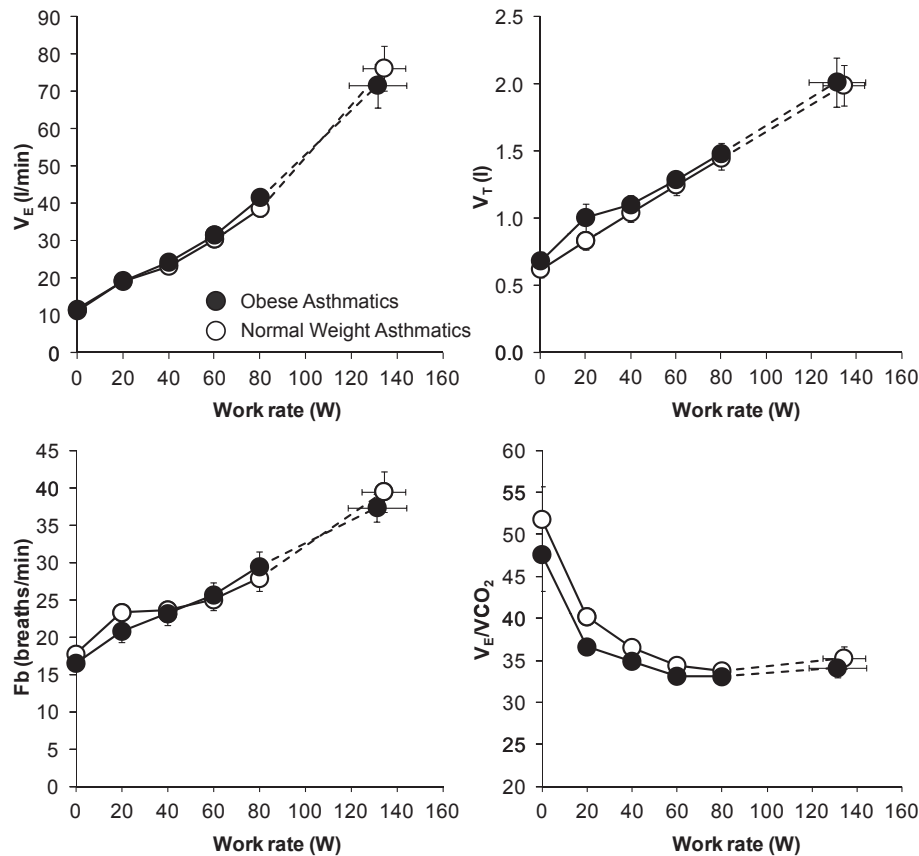 90
80
70
60
50
40
30
20
10
0
V_E (l/min)
Obese Asthmatics
Normal Weight Asthmatics
0 20 40 60 80 100 120 140 160
Work rate (W)
2.5
2.0
1.5
1.0
0.5
0.0
V_T (l)
0 20 40 60 80 100 120 140 160
Work rate (W)
45
40
35
30
25
20
15
10
5
0
Fb (breaths/min)
0 20 40 60 80 100 120 140 160
Work rate (W)
60
55
50
45
40
35
30
25
20
V_E/VCO₂
0 20 40 60 80 100 120 140 160
Work rate (W)